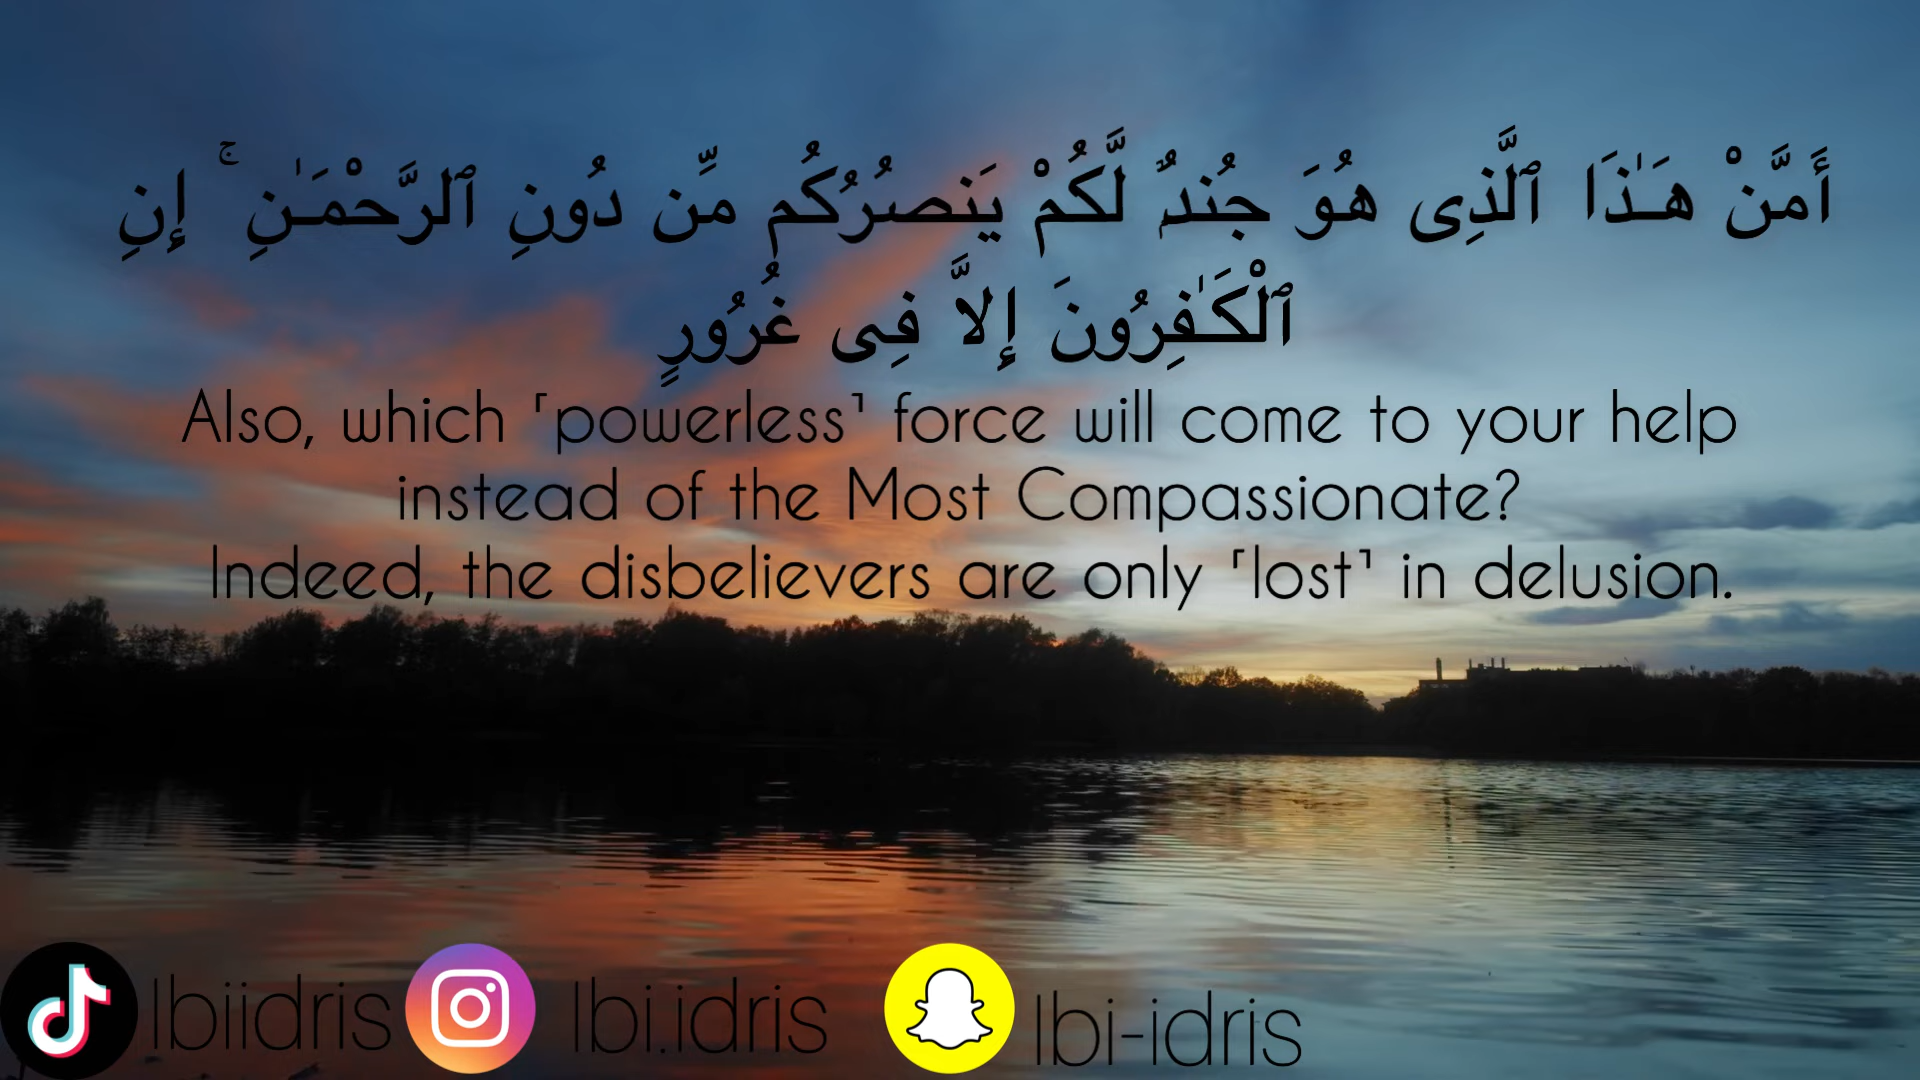 أَمَّنْ هَـٰذَا ٱلَّذِى هُوَ جُندٌ لَّكُمْ يَنصُرُكُم مِّن دُونِ ٱلرَّحْمَـٰنِ ۚ إِنِ
ٱلْكَـٰفِرُونَ إِلَّا فِى غُرُورٍ
Also, which ˹powerless˺ force will come to your help
instead of the Most Compassionate?
Indeed, the disbelievers are only ˹lost˺ in delusion.
Ibiidris Ibi.idris Ibi-idris